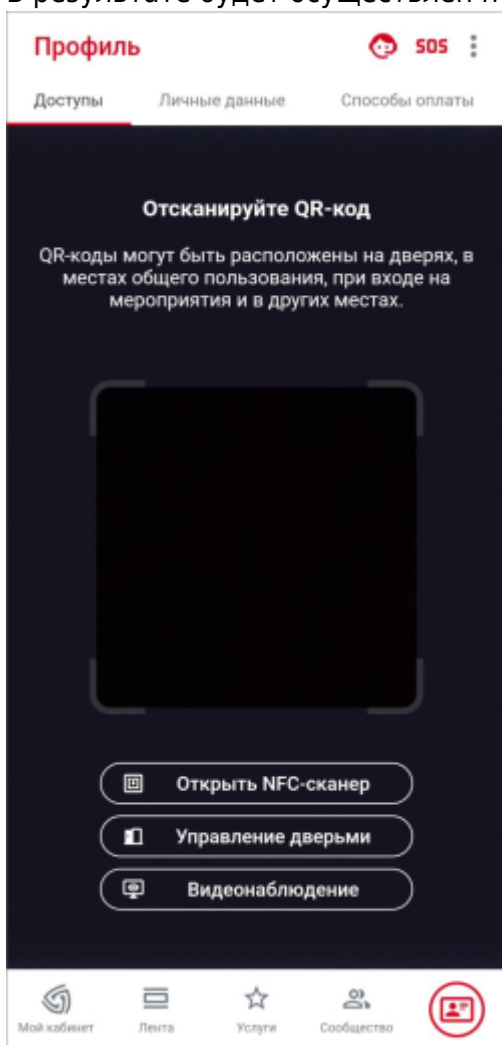 Профиль SOS
Доступы Личные данные Способы оплаты
Отсканируйте QR-код
QR-коды могут быть расположены на дверях, в
местах общего пользования, при входе на
мероприятия и в других местах.
Открыть NFC-сканер
Управление дверьми
Видеонаблюдение
Мой кабинет Лента Услуги Сообщество